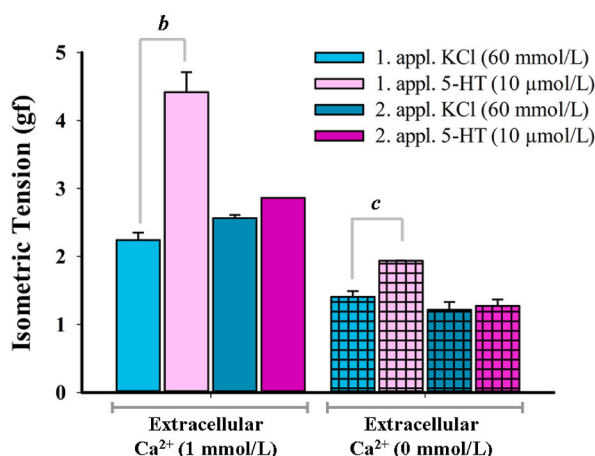 b
1. appl. KCl (60 mmol/L)
1. appl. 5-HT (10 µmol/L)
2. appl. KCl (60 mmol/L)
2. appl. 5-HT (10 µmol/L)
c
Isometric Tension (gf)
5
4
3
2
1
0
Extracellular
Ca²⁺ (1 mmol/L)
Extracellular
Ca²⁺ (0 mmol/L)